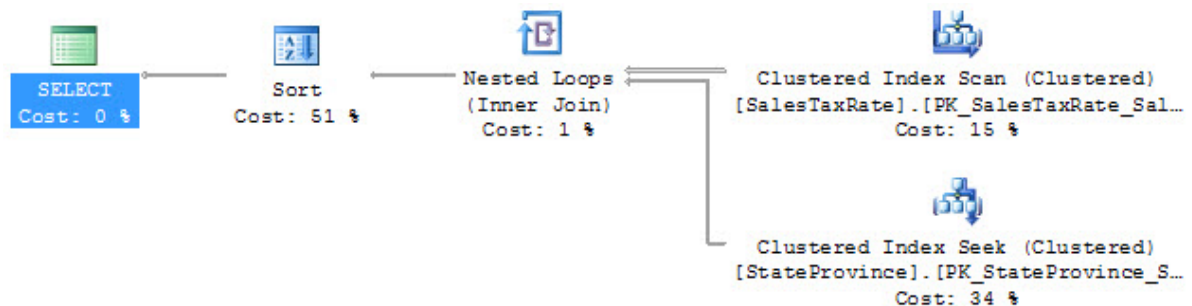 SELECT
Cost: 0 %
Sort
Cost: 51 %
Nested Loops
(Inner Join)
Cost: 1 %
Clustered Index Scan (Clustered)
[SalesTaxRate].[PK_SalesTaxRate_Sal…
Cost: 15 %
Clustered Index Seek (Clustered)
[StateProvince].[PK_StateProvince_S…
Cost: 34 %